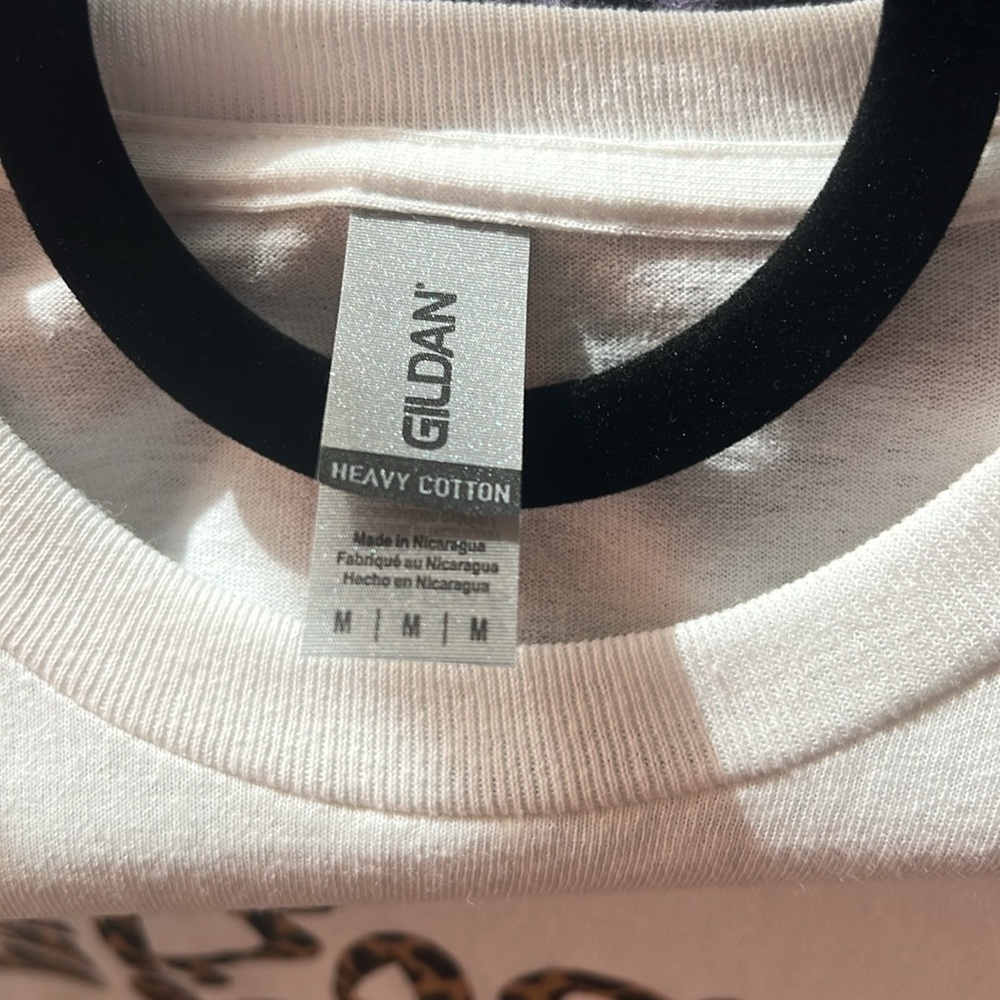 GILDAN
HEAVY COTTON
Made in Nicaragua
Fabriqué au Nicaragua
Hecho en Nicaragua
M | M | M